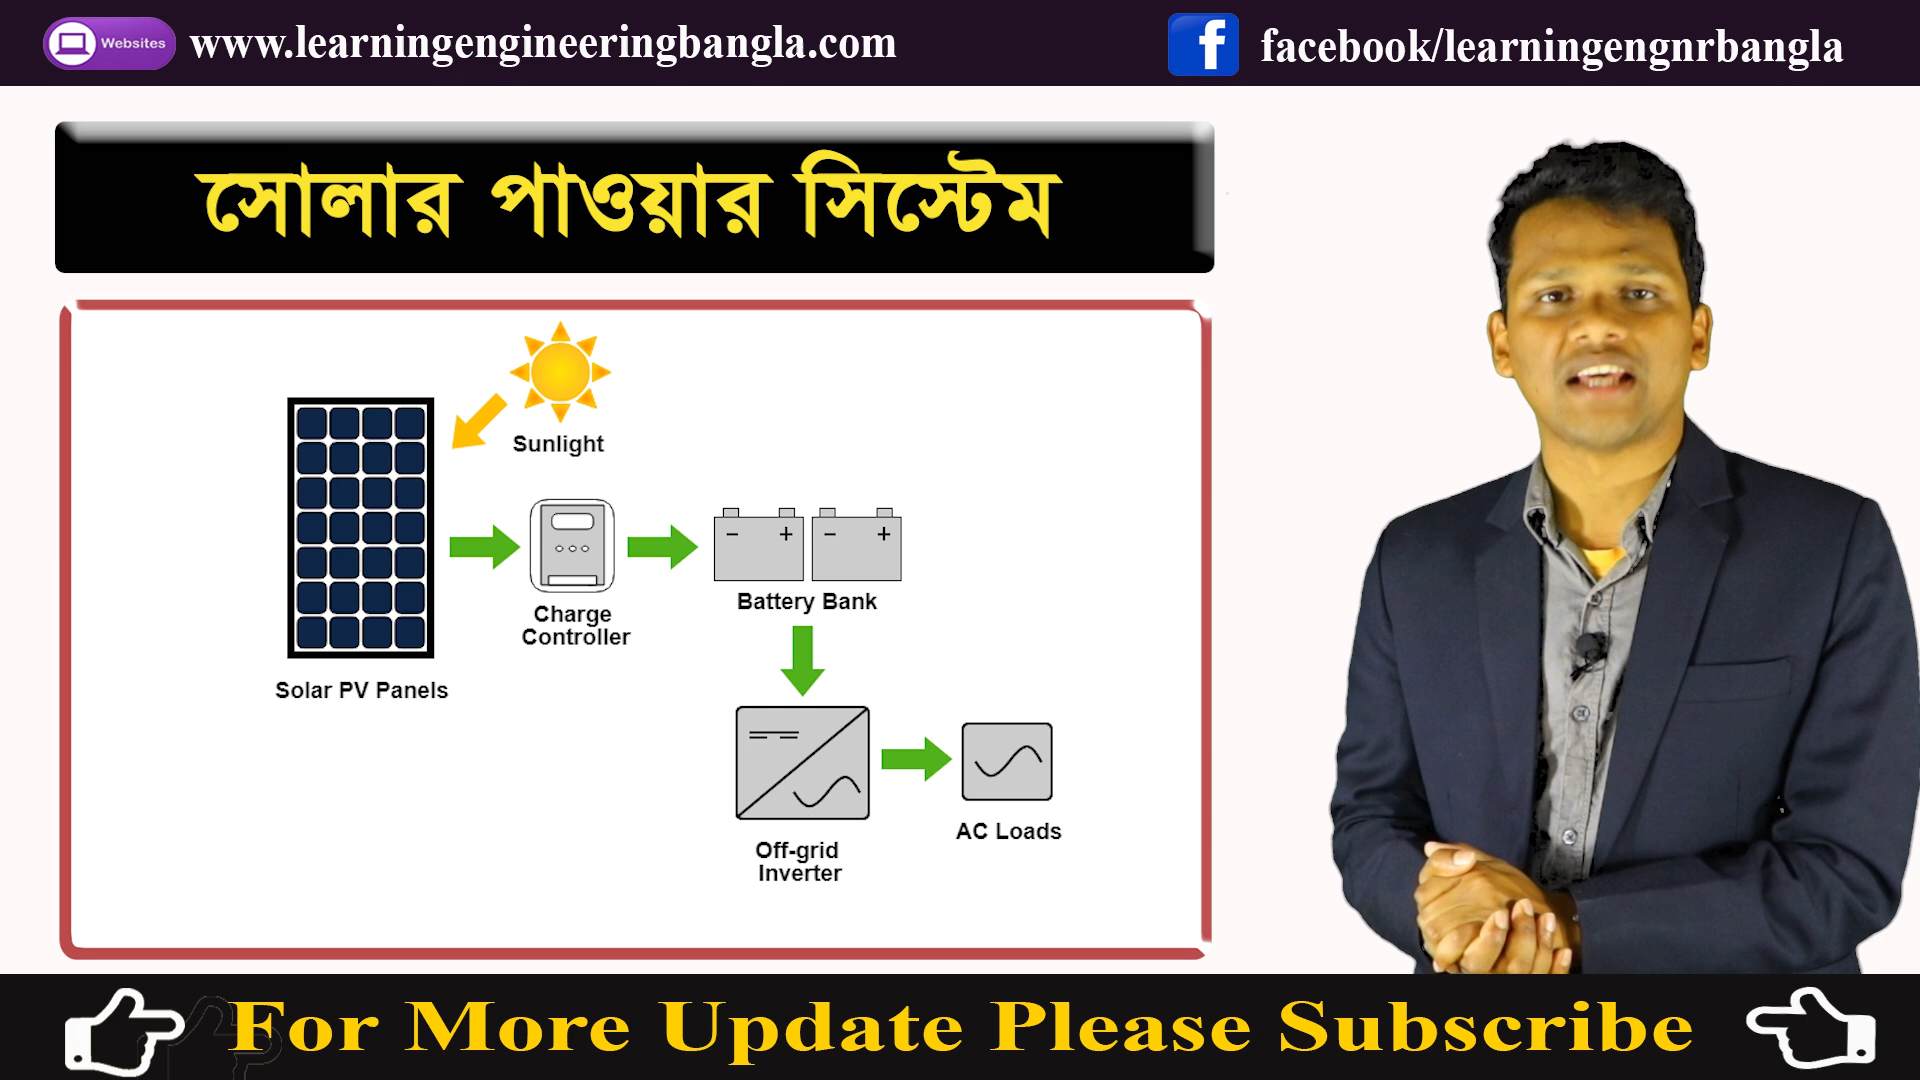 Websites
www.learningengineeringbangla.com
facebook/learningengnrbangla
সোলার পাওয়ার সিস্টেম
Sunlight
Charge
Controller
Battery Bank
Solar PV Panels
Off-grid
Inverter
AC Loads
For More Update Please Subscribe